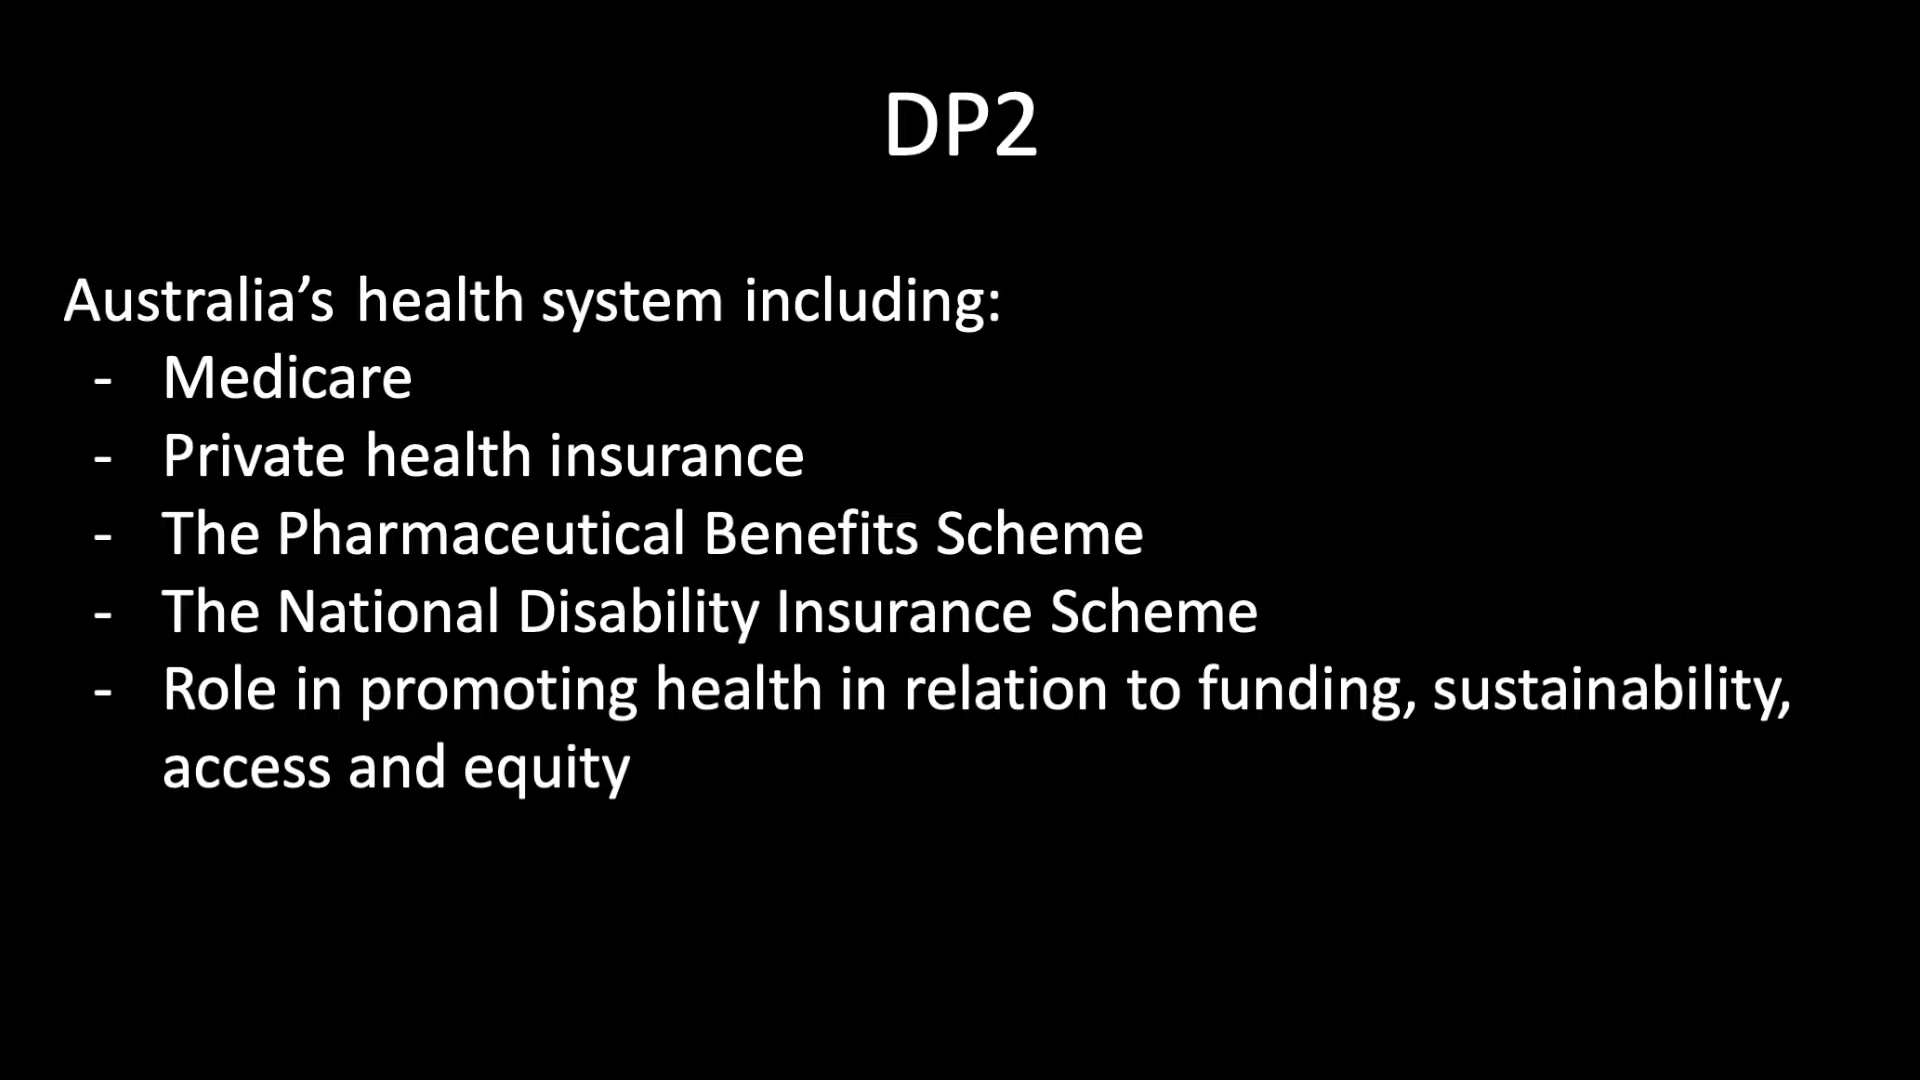 DP2
Australia’s health system including:
- Medicare
- Private health insurance
- The Pharmaceutical Benefits Scheme
- The National Disability Insurance Scheme
- Role in promoting health in relation to funding, sustainability,
access and equity